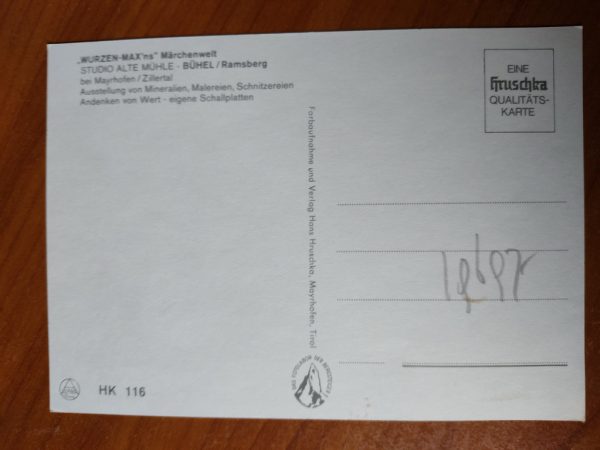 „WURZEN-MAX'ns" Märchenwelt
STUDIO ALTE MÜHLE - BÜHEL/Ramsberg
bei Mayrhofen/Zillertal
Ausstellung von Mineralien, Malereien, Schnitzereien
Andenken von Wert - eigene Schallplatten
EINE
Hruschka
QUALITÄTS-
KARTE
Farbaufnahme und Verlag Hans Hruschka, Mayrhofen, Tirol
HK 116